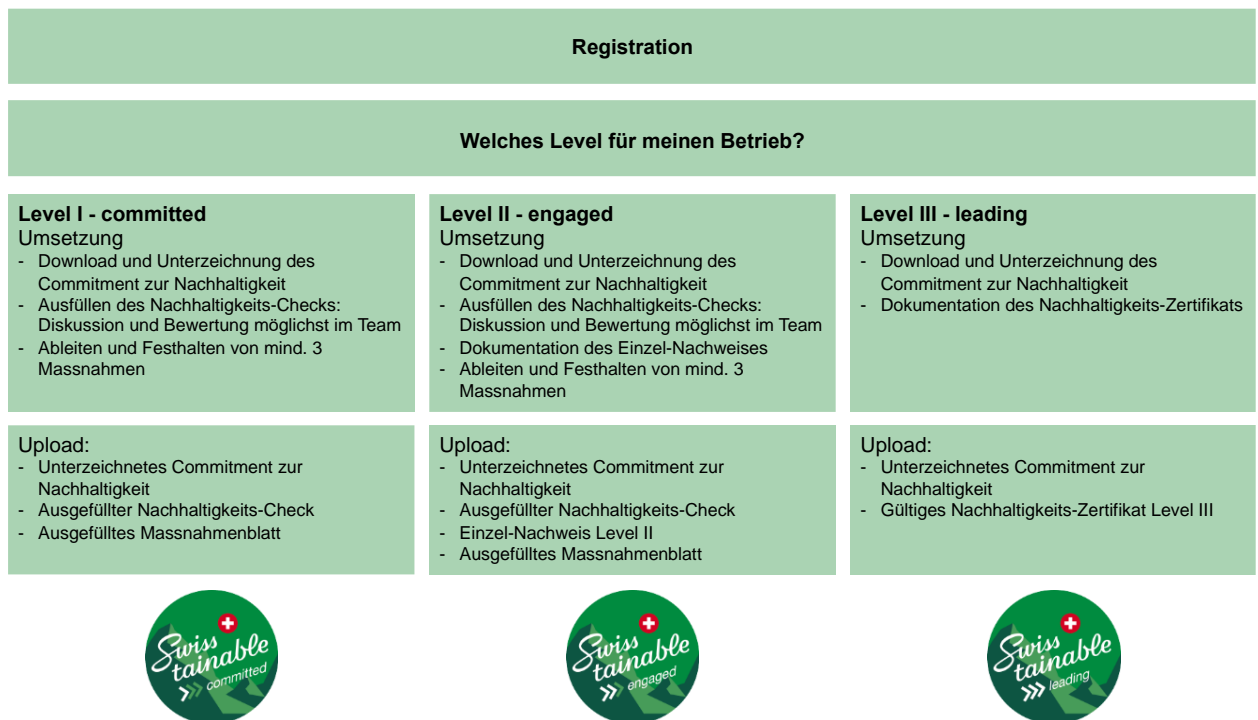 Registration
Welches Level für meinen Betrieb?
Level I - committed
Umsetzung
- Download und Unterzeichnung des
Commitment zur Nachhaltigkeit
- Ausfüllen des Nachhaltigkeits-Checks:
Diskussion und Bewertung möglichst im Team
- Ableiten und Festhalten von mind. 3
Massnahmen
Level II - engaged
Umsetzung
- Download und Unterzeichnung des
Commitment zur Nachhaltigkeit
- Ausfüllen des Nachhaltigkeits-Checks:
Diskussion und Bewertung möglichst im Team
- Dokumentation des Einzel-Nachweises
- Ableiten und Festhalten von mind. 3
Massnahmen
Level III - leading
Umsetzung
- Download und Unterzeichnung des
Commitment zur Nachhaltigkeit
- Dokumentation des Nachhaltigkeits-Zertifikats
Upload:
- Unterzeichnetes Commitment zur
Nachhaltigkeit
- Ausgefüllter Nachhaltigkeits-Check
- Ausgefülltes Massnahmenblatt
Upload:
- Unterzeichnetes Commitment zur
Nachhaltigkeit
- Ausgefüllter Nachhaltigkeits-Check
- Einzel-Nachweis Level II
- Ausgefülltes Massnahmenblatt
Upload:
- Unterzeichnetes Commitment zur
Nachhaltigkeit
- Gültiges Nachhaltigkeits-Zertifikat Level III
Swiss
tainable
committed
Swiss
tainable
engaged
Swiss
tainable
leading